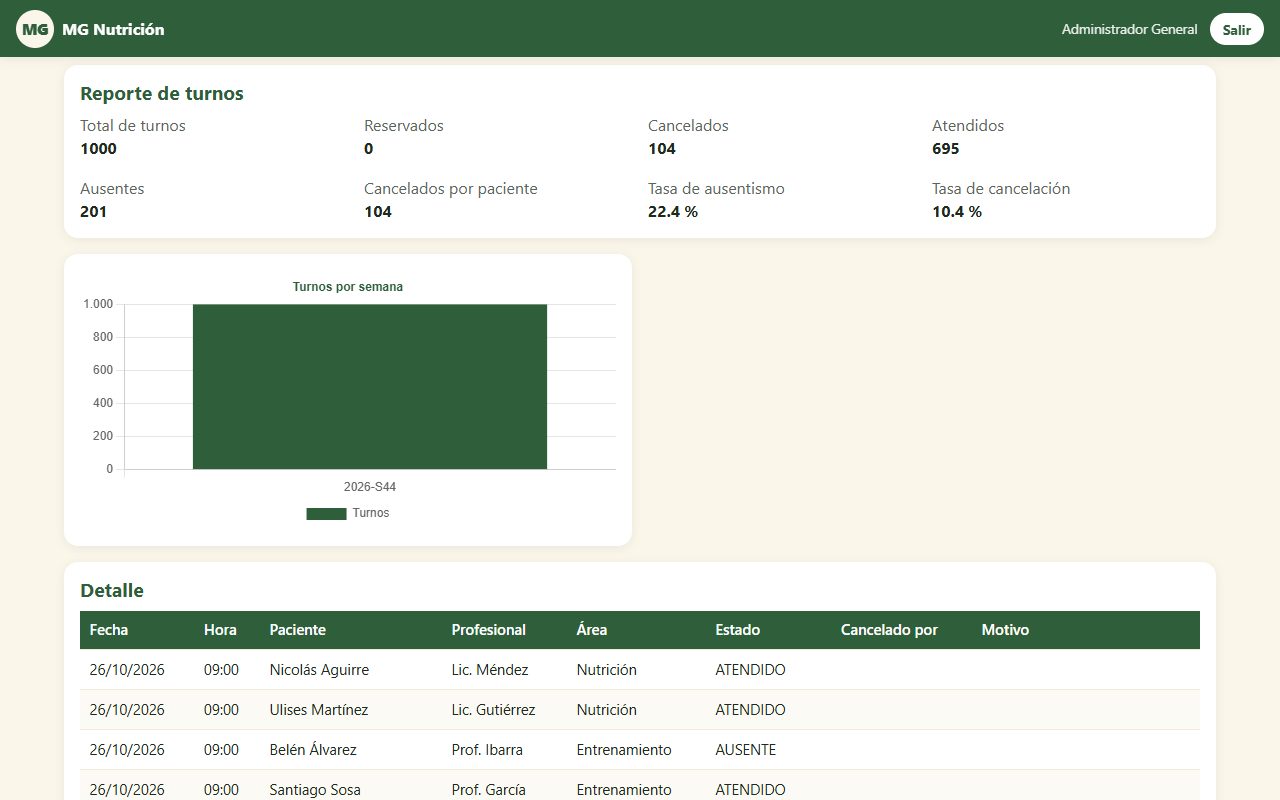 MG MG Nutrición Administrador General Salir
Reporte de turnos
Total de turnos Reservados Cancelados Atendidos
1000 0 104 695
Ausentes Cancelados por paciente Tasa de ausentismo Tasa de cancelación
201 104 22.4 % 10.4 %
Turnos por semana
1.000
800
600
400
200
0
2026-S44
Turnos
Detalle
Fecha Hora Paciente Profesional Área Estado Cancelado por Motivo
26/10/2026 09:00 Nicolás Aguirre Lic. Méndez Nutrición ATENDIDO
26/10/2026 09:00 Ulises Martínez Lic. Gutiérrez Nutrición ATENDIDO
26/10/2026 09:00 Belén Álvarez Prof. Ibarra Entrenamiento AUSENTE
26/10/2026 09:00 Santiago Sosa Prof. García Entrenamiento ATENDIDO